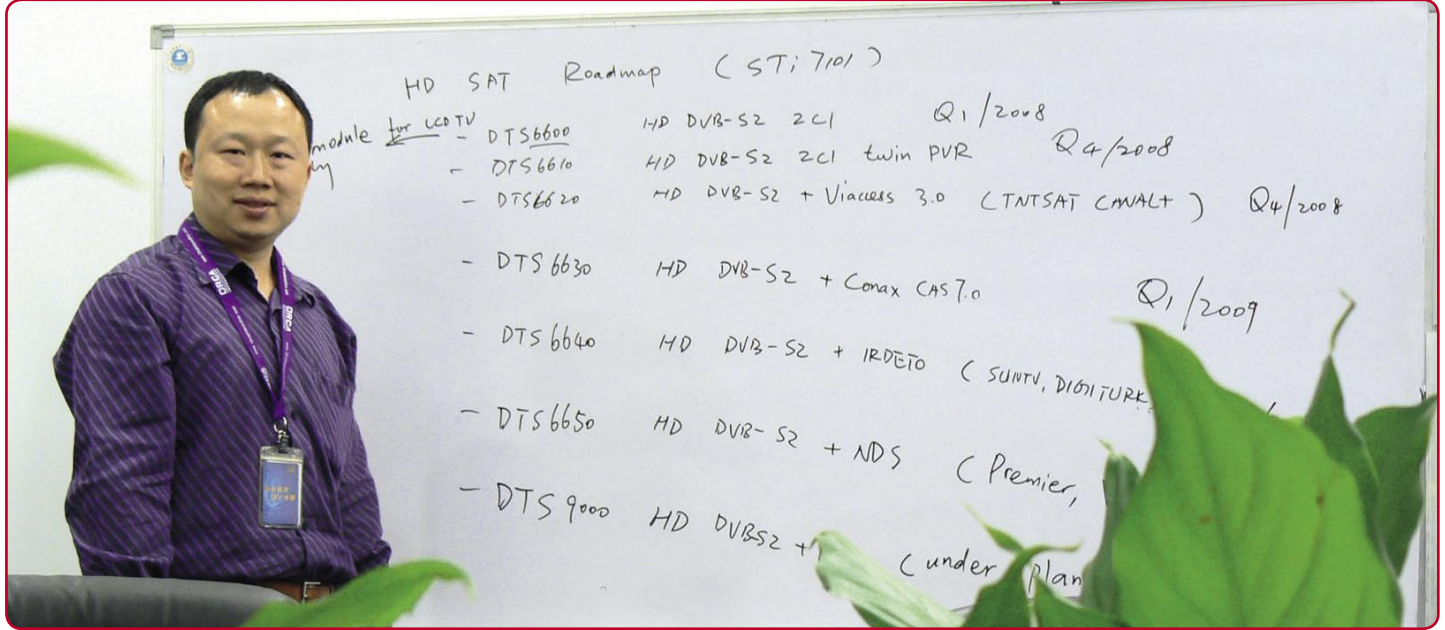 HD SAT Roadmap (STi7101)
module for LCD TV
- DTS6600 HD DVB-S2 2CI Q1/2008
- DTS6610 HD DVB-S2 2CI twin PVR Q4/2008
- DTS6620 HD DVB-S2 + Viaccess 3.0 (TNTSAT CANAL+) Q4/2008
- DTS6630 HD DVB-S2 + Conax CAS7.0 Q1/2009
- DTS6640 HD DVB-S2 + IRDETO (SUNTV, DIGITURK
- DTS6650 HD DVB-S2 + NDS (Premier,
- DTS9000 HD DVBS2 + (under plan
ORCA
ORCA